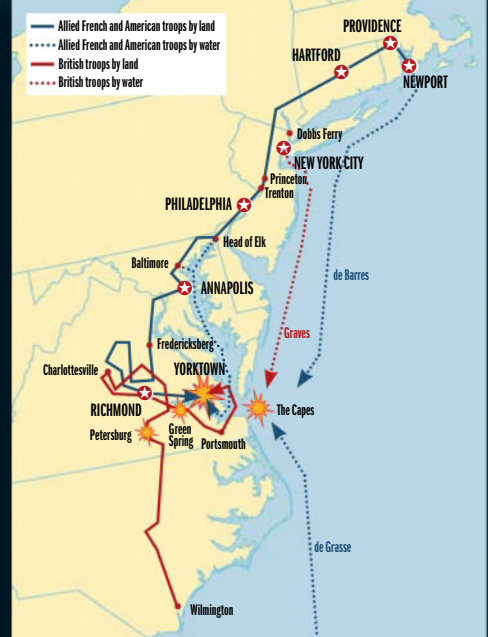 Allied French and American troops by land
Allied French and American troops by water
British troops by land
British troops by water
PROVIDENCE
HARTFORD
NEWPORT
Dobbs Ferry
NEW YORK CITY
Princeton,
Trenton
PHILADELPHIA
Head of Elk
Baltimore
de Barres
ANNAPOLIS
Graves
Fredericksberg
Charlottesville
YORKTOWN
RICHMOND
The Capes
Petersburg
Green
Spring
Portsmouth
de Grasse
Wilmington